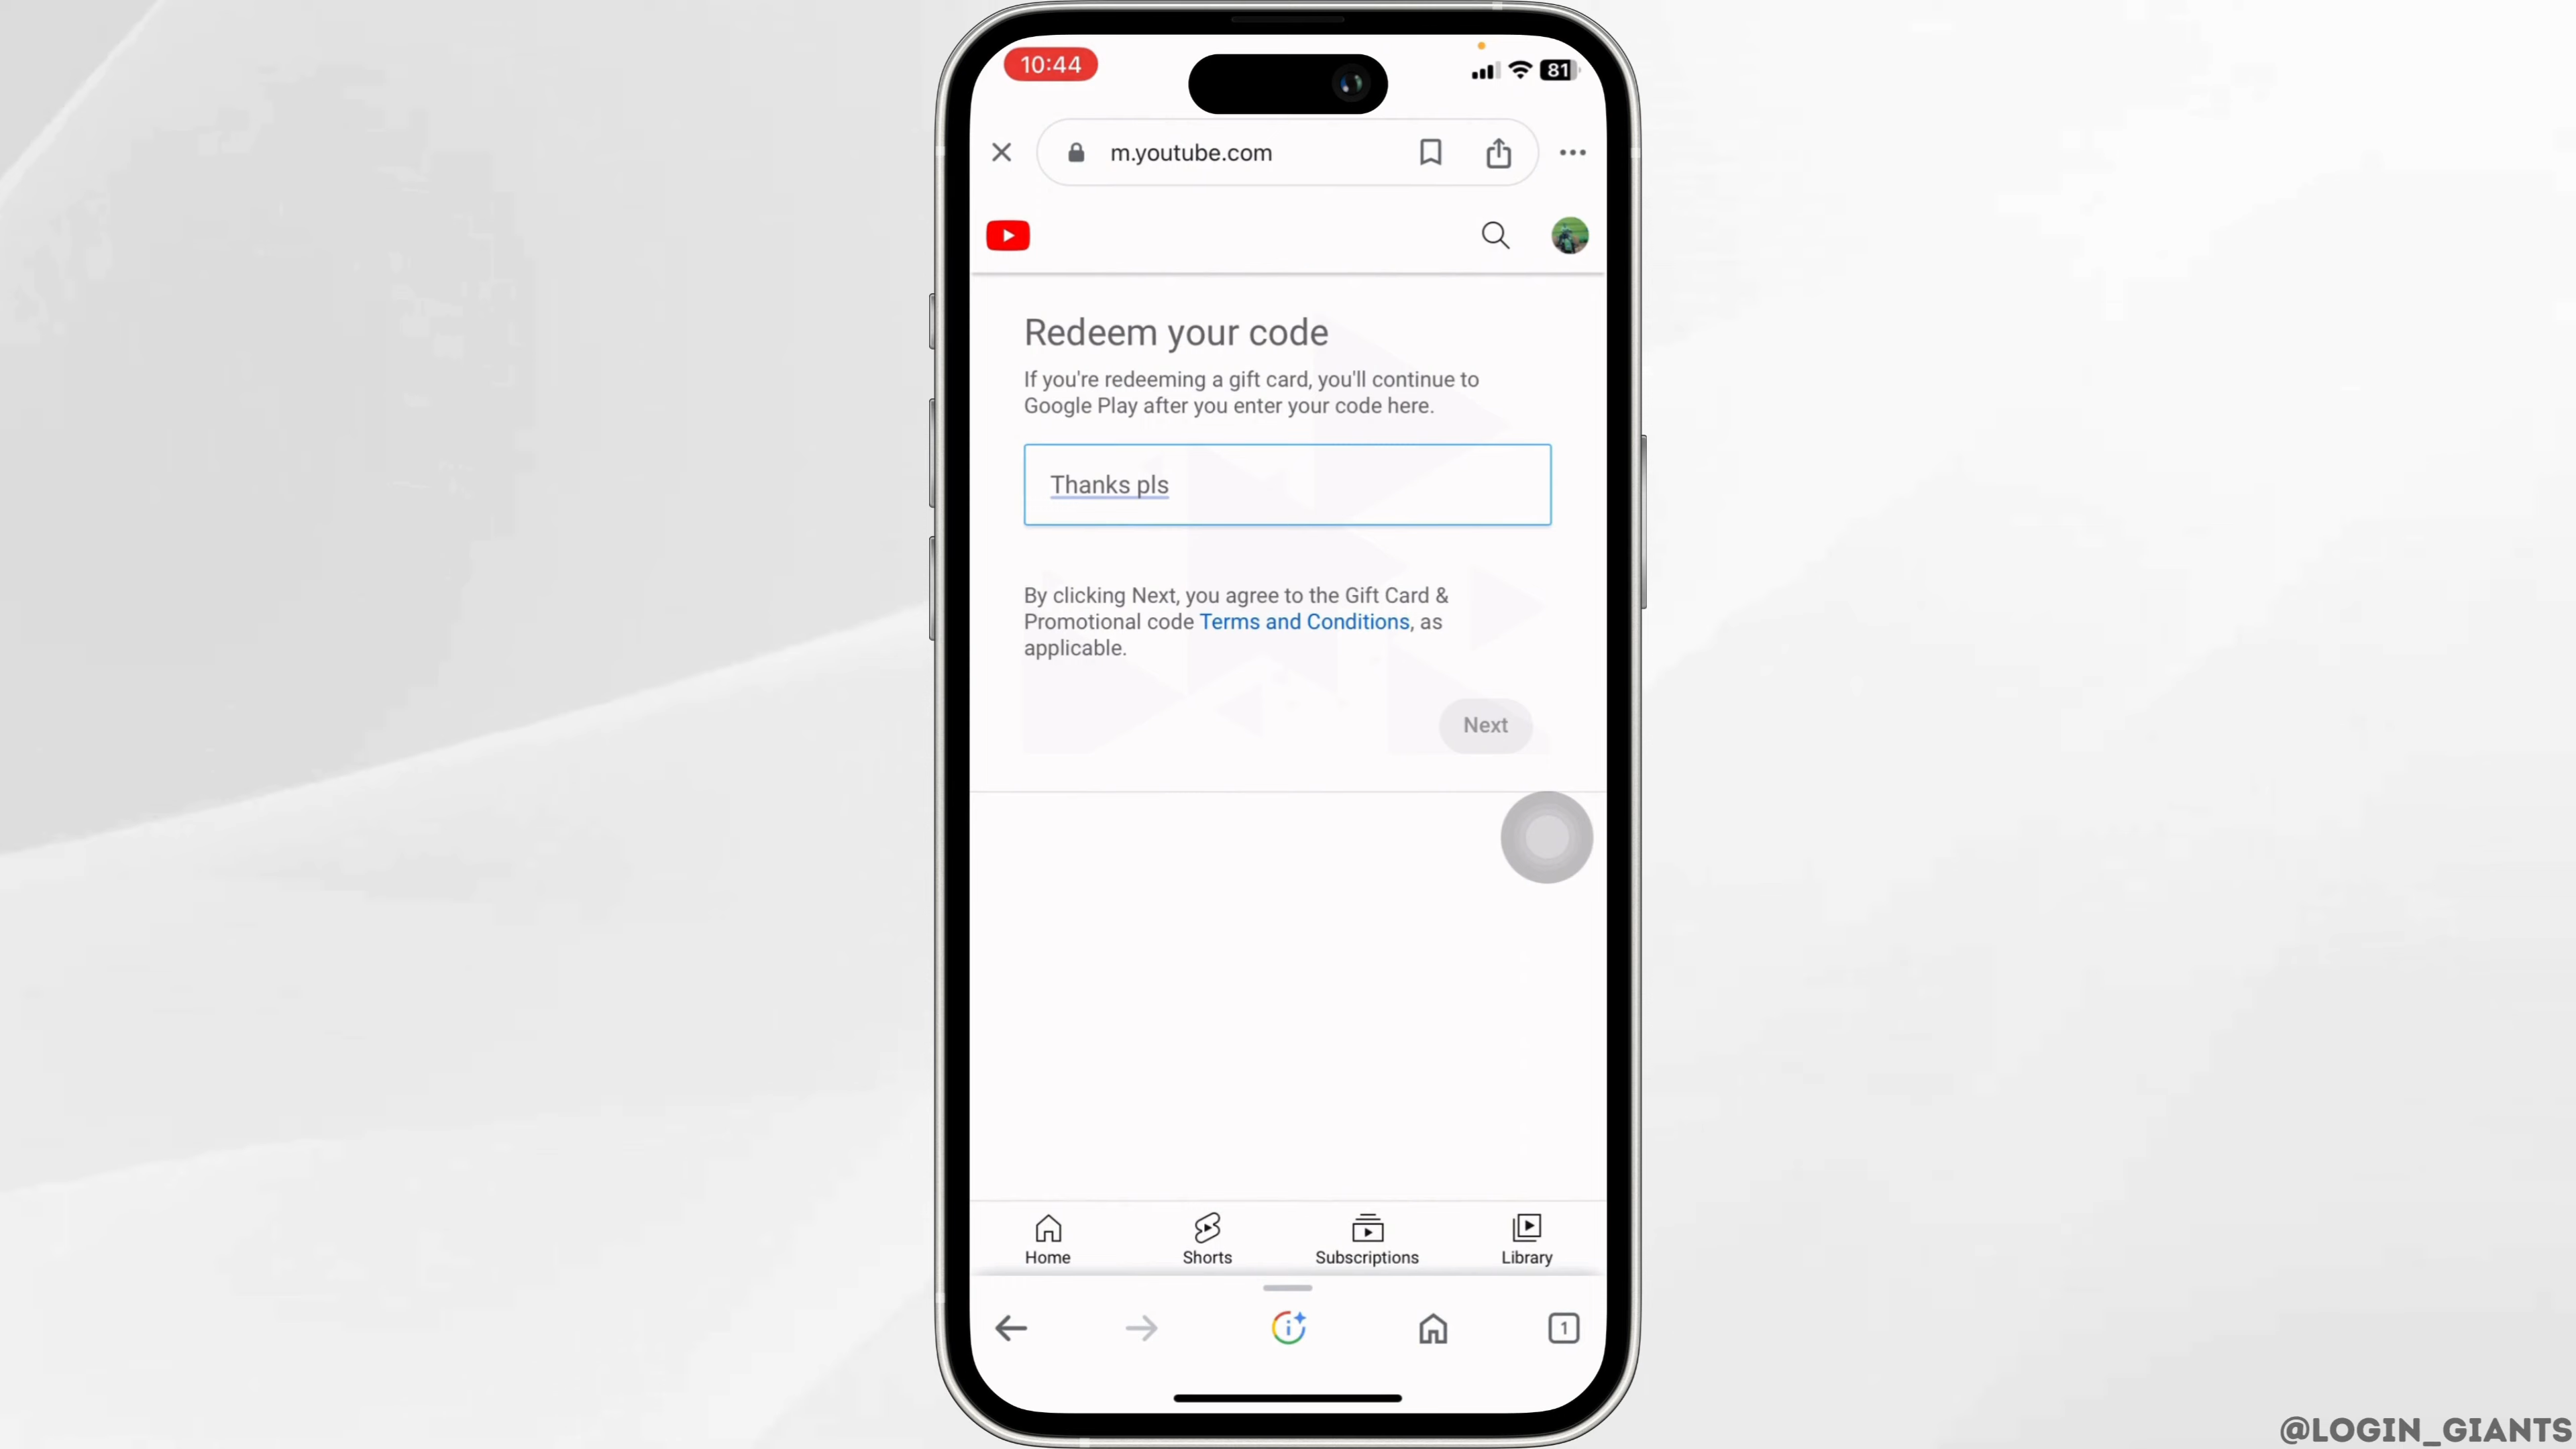 10:44
81
m.youtube.com
Redeem your code
If you're redeeming a gift card, you'll continue to
Google Play after you enter your code here.
Thanks pls
By clicking Next, you agree to the Gift Card &
Promotional code Terms and Conditions, as
applicable.
Next
Home
Shorts
Subscriptions
Library
1
@LOGIN_GIANTS